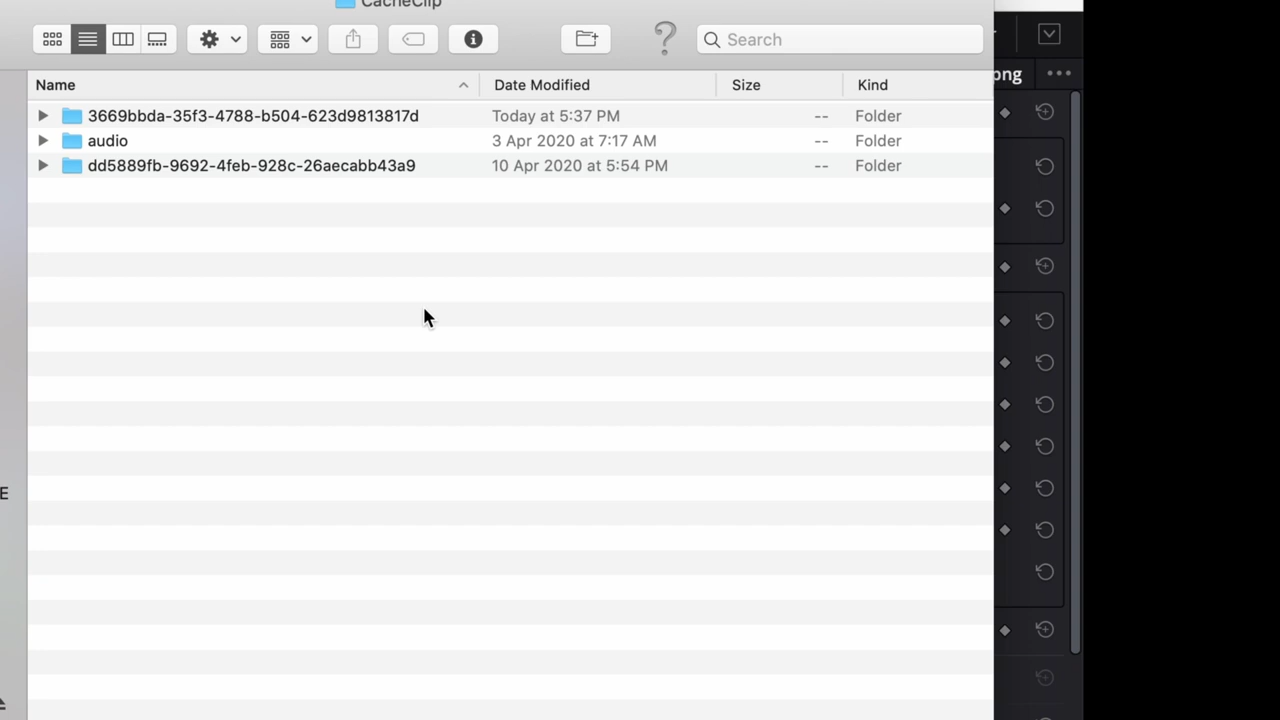 CacheClip
?
Search
png
Name
Date Modified
Size
Kind
3669bbda-35f3-4788-b504-623d9813817d
Today at 5:37 PM
--
Folder
audio
3 Apr 2020 at 7:17 AM
--
Folder
dd5889fb-9692-4feb-928c-26aecabb43a9
10 Apr 2020 at 5:54 PM
--
Folder
E